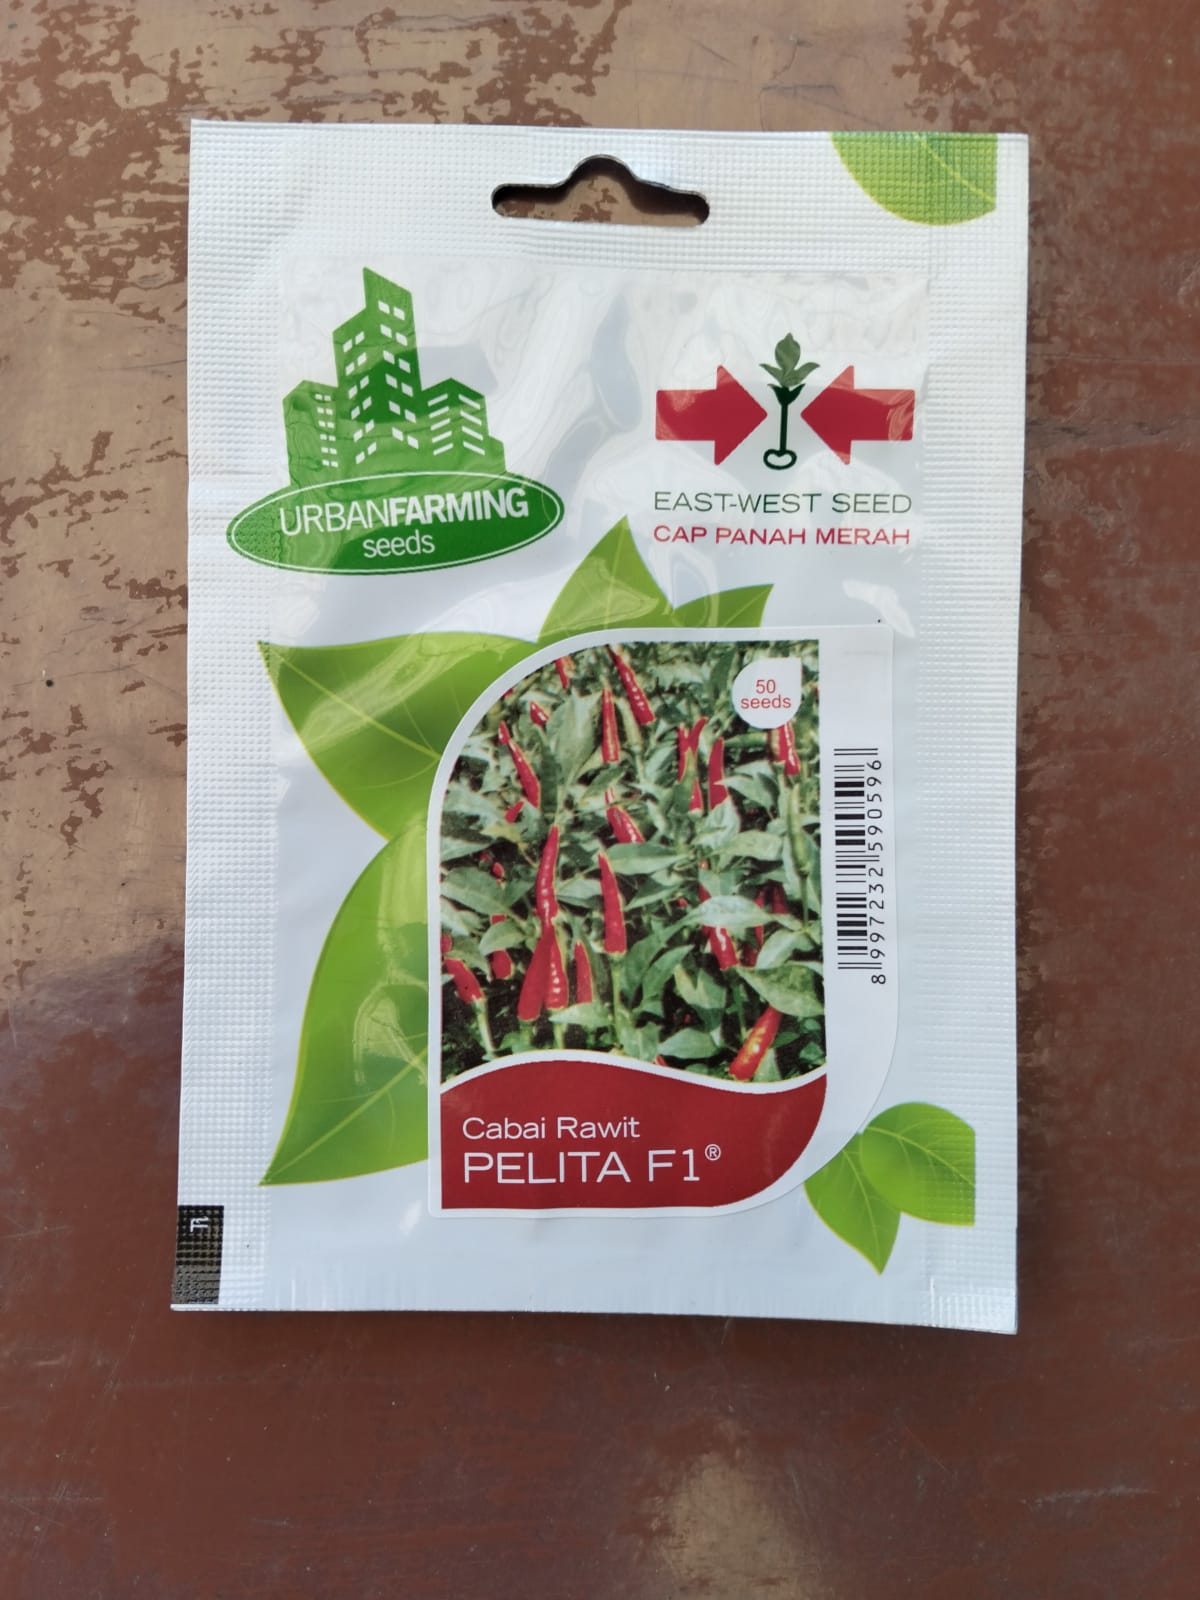 URBANFARMING
seeds
EAST-WEST SEED
CAP PANAH MERAH
50
seeds
8997232590596
Cabai Rawit
PELITA F1®